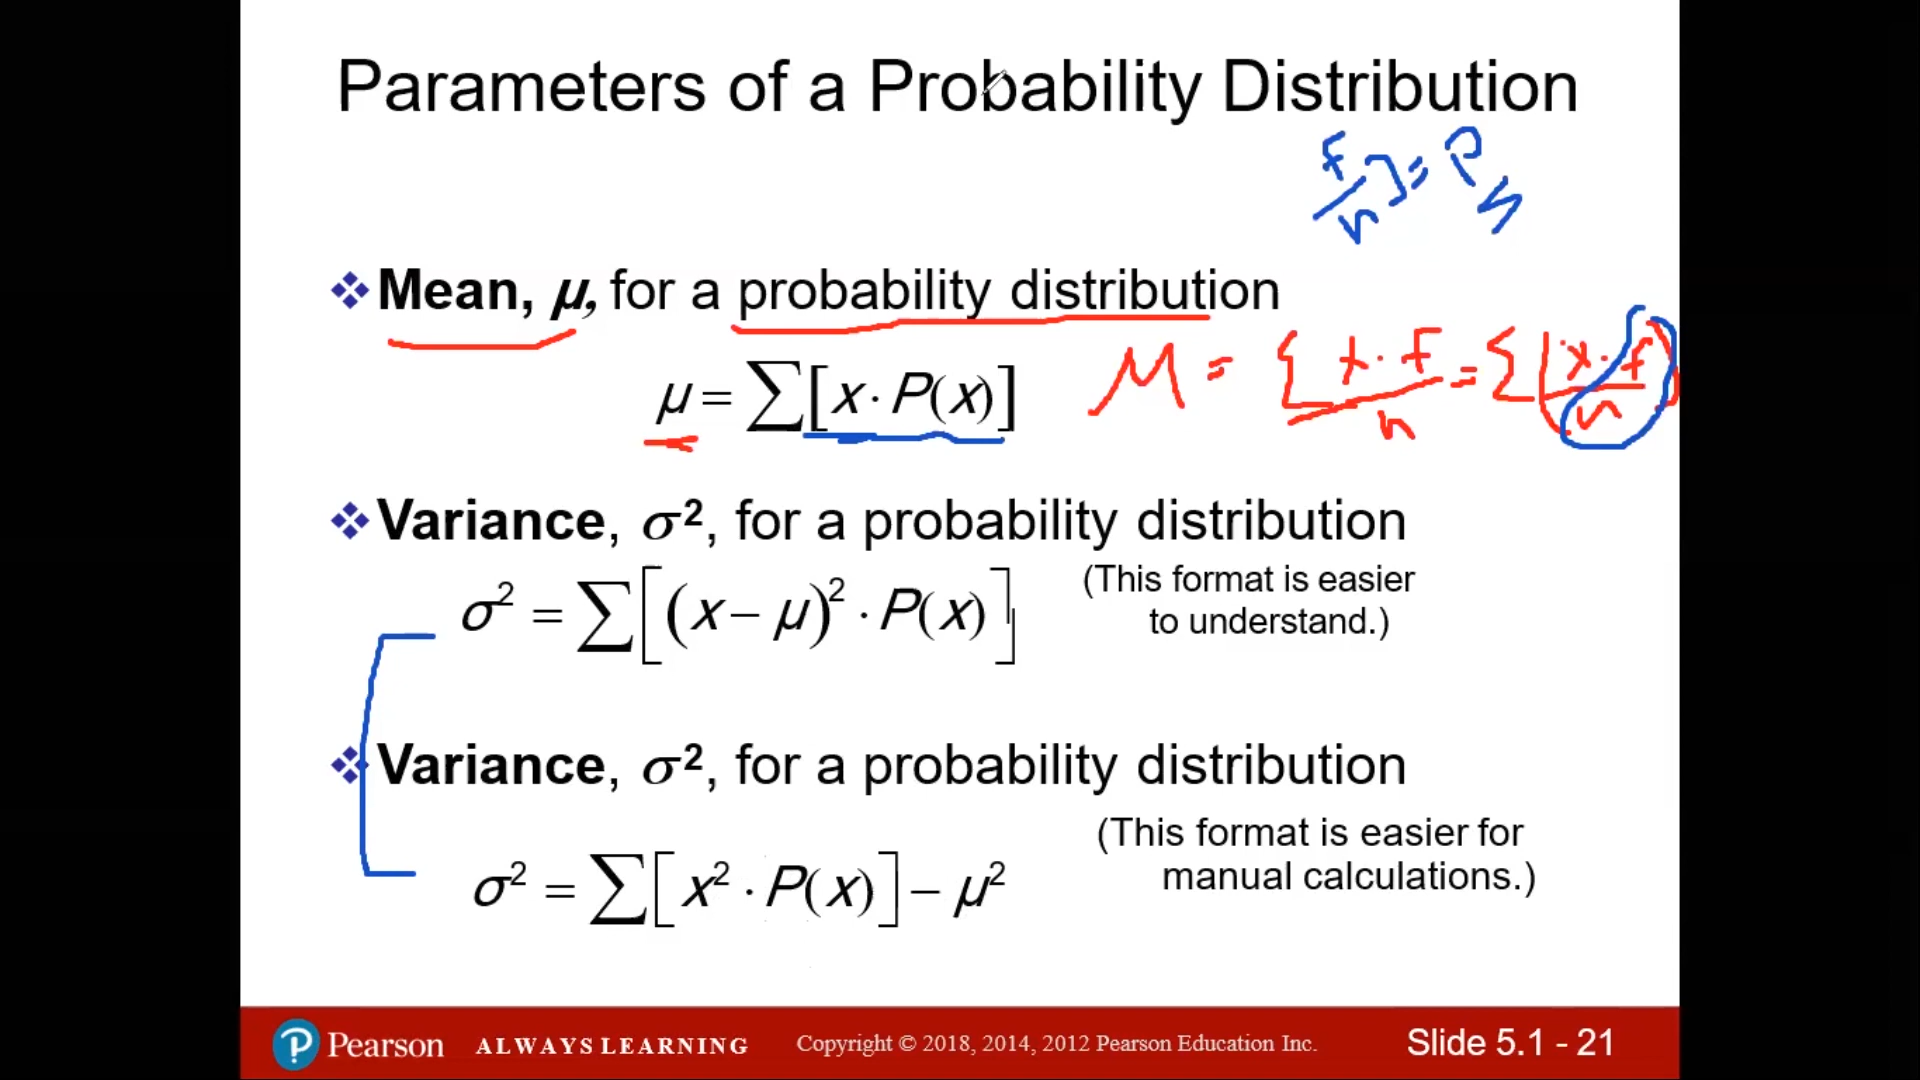 Parameters of a Probability Distribution
f/n] = P
❖ Mean, μ, for a probability distribution
μ = ∑[x · P(x)]
M = Σ x · f / n = Σ (x · f / n)
❖ Variance, σ², for a probability distribution
σ² = ∑[(x − μ)² · P(x)]
(This format is easier
to understand.)
❖ Variance, σ², for a probability distribution
(This format is easier for
manual calculations.)
σ² = ∑[x² · P(x)] − μ²
P Pearson
ALWAYS LEARNING
Copyright © 2018, 2014, 2012 Pearson Education Inc.
Slide 5.1 - 21